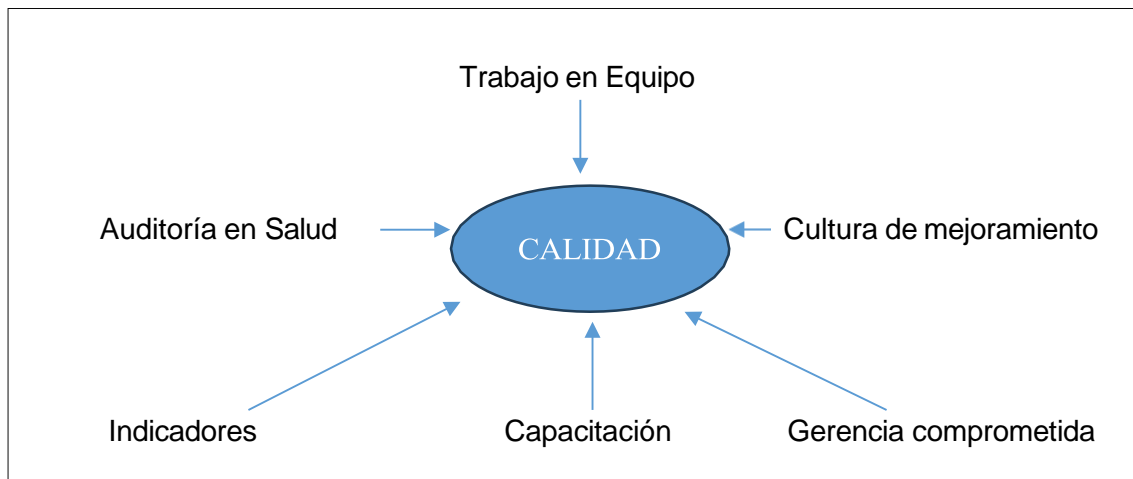 Trabajo en Equipo
Auditoría en Salud
CALIDAD
Cultura de mejoramiento
Indicadores
Capacitación
Gerencia comprometida